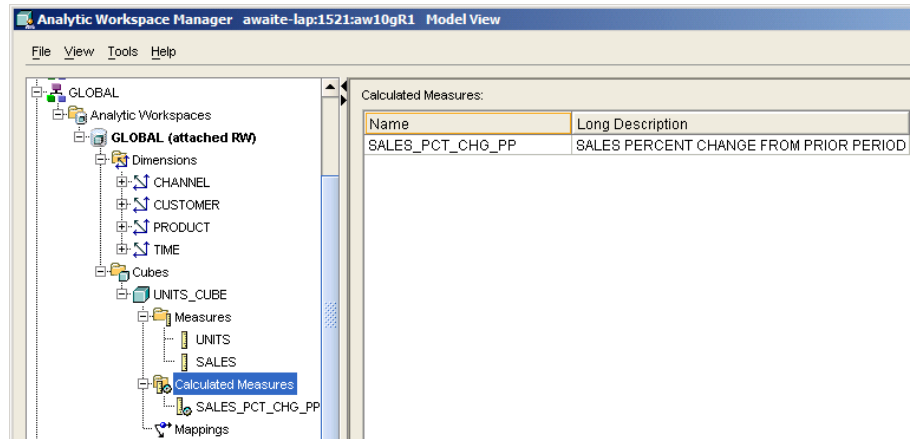 Analytic Workspace Manager awaite-lap:1521:aw10gR1 Model View
File View Tools Help
GLOBAL
Analytic Workspaces
GLOBAL (attached RW)
Dimensions
CHANNEL
CUSTOMER
PRODUCT
TIME
Cubes
UNITS_CUBE
Measures
UNITS
SALES
Calculated Measures
SALES_PCT_CHG_PP
Mappings
Calculated Measures:
Name Long Description
SALES_PCT_CHG_PP SALES PERCENT CHANGE FROM PRIOR PERIOD